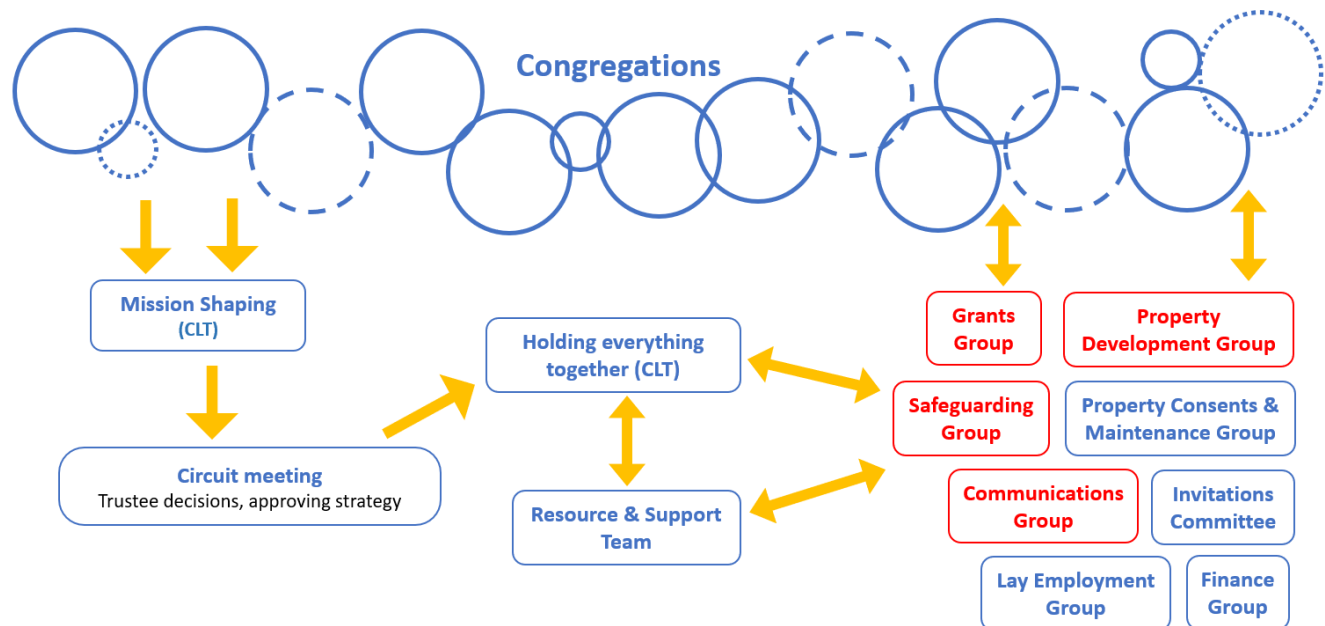 Congregations
Mission Shaping
(CLT)
Circuit meeting
Trustee decisions, approving strategy
Holding everything
together (CLT)
Resource & Support
Team
Grants
Group
Property
Development Group
Safeguarding
Group
Property Consents &
Maintenance Group
Communications
Group
Invitations
Committee
Lay Employment
Group
Finance
Group